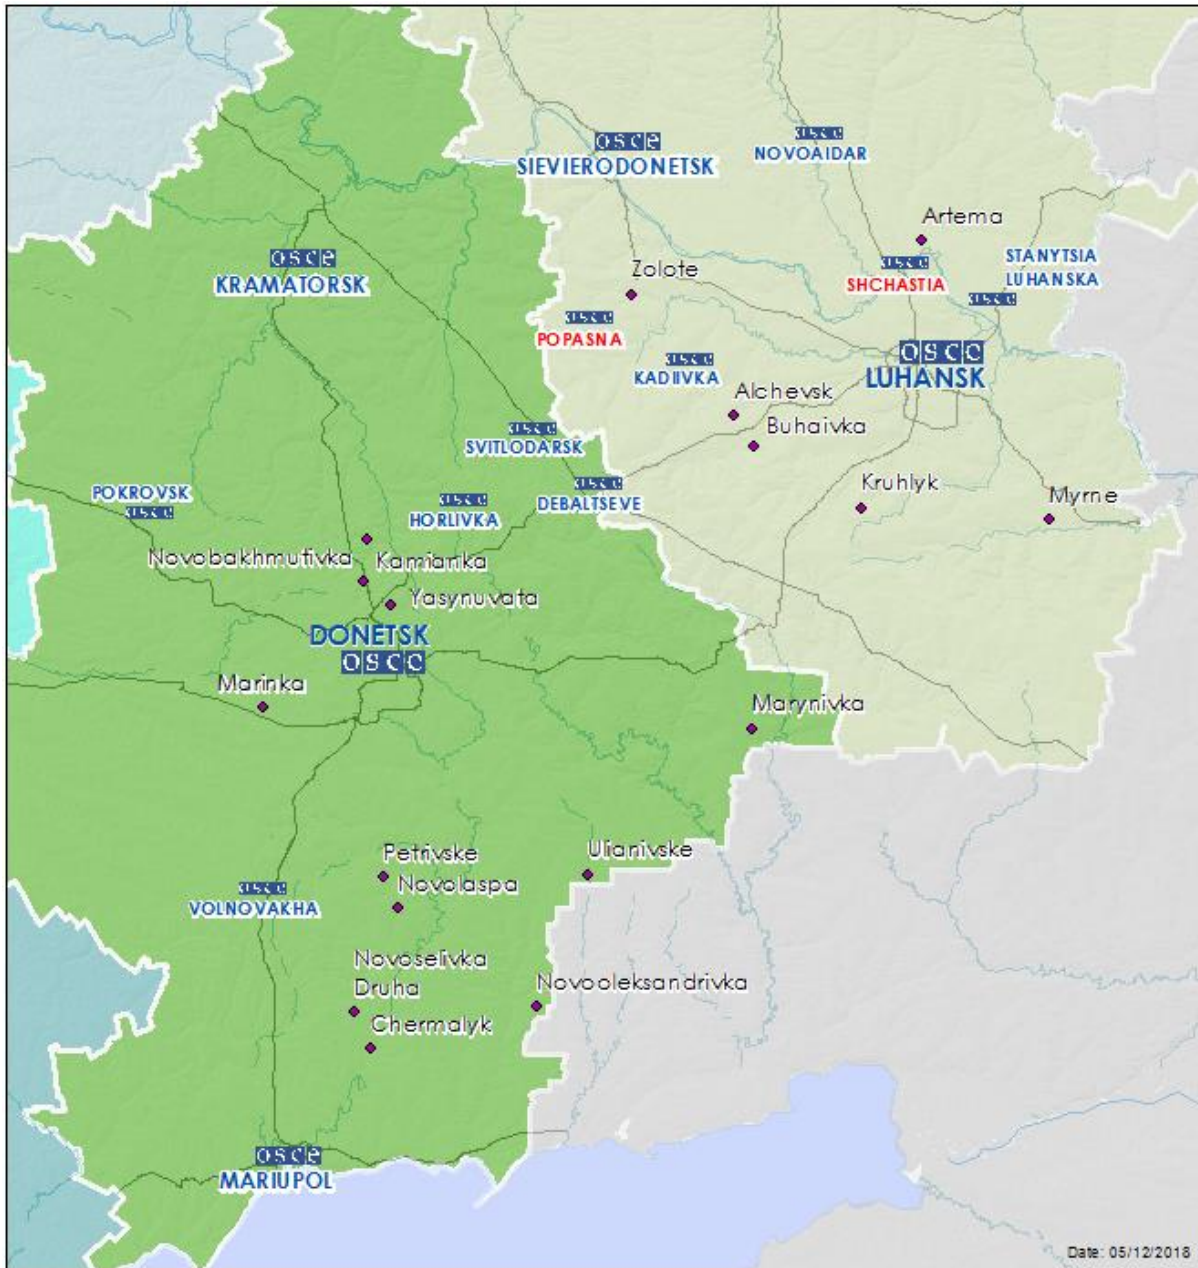 osce
NOVOAIDAR
osce
SIEVIERODONETSK
Artema
osce
KRAMATORSK
STANYTSIA
LUHANSKA
osce
osce
SHCHASTIA
Zolote
osce
POPASNA
osce
LUHANSK
osce
KADIIVKA
Alchevsk
Buhaivka
osce
SVITLODARSK
osce
DEBALTSEVE
Kruhlyk
Myrne
POKROVSK
osce
osce
HORLIVKA
Novobakhmutivka
Kamianka
Yasynuvata
DONETSK
osce
Marinka
Marynivka
Petrivske
Ulianivske
Novolaspa
osce
VOLNOVAKHA
Novoselivka
Druha
Novooleksandrivka
Chermalyk
osce
MARIUPOL
Date: 05/12/2018